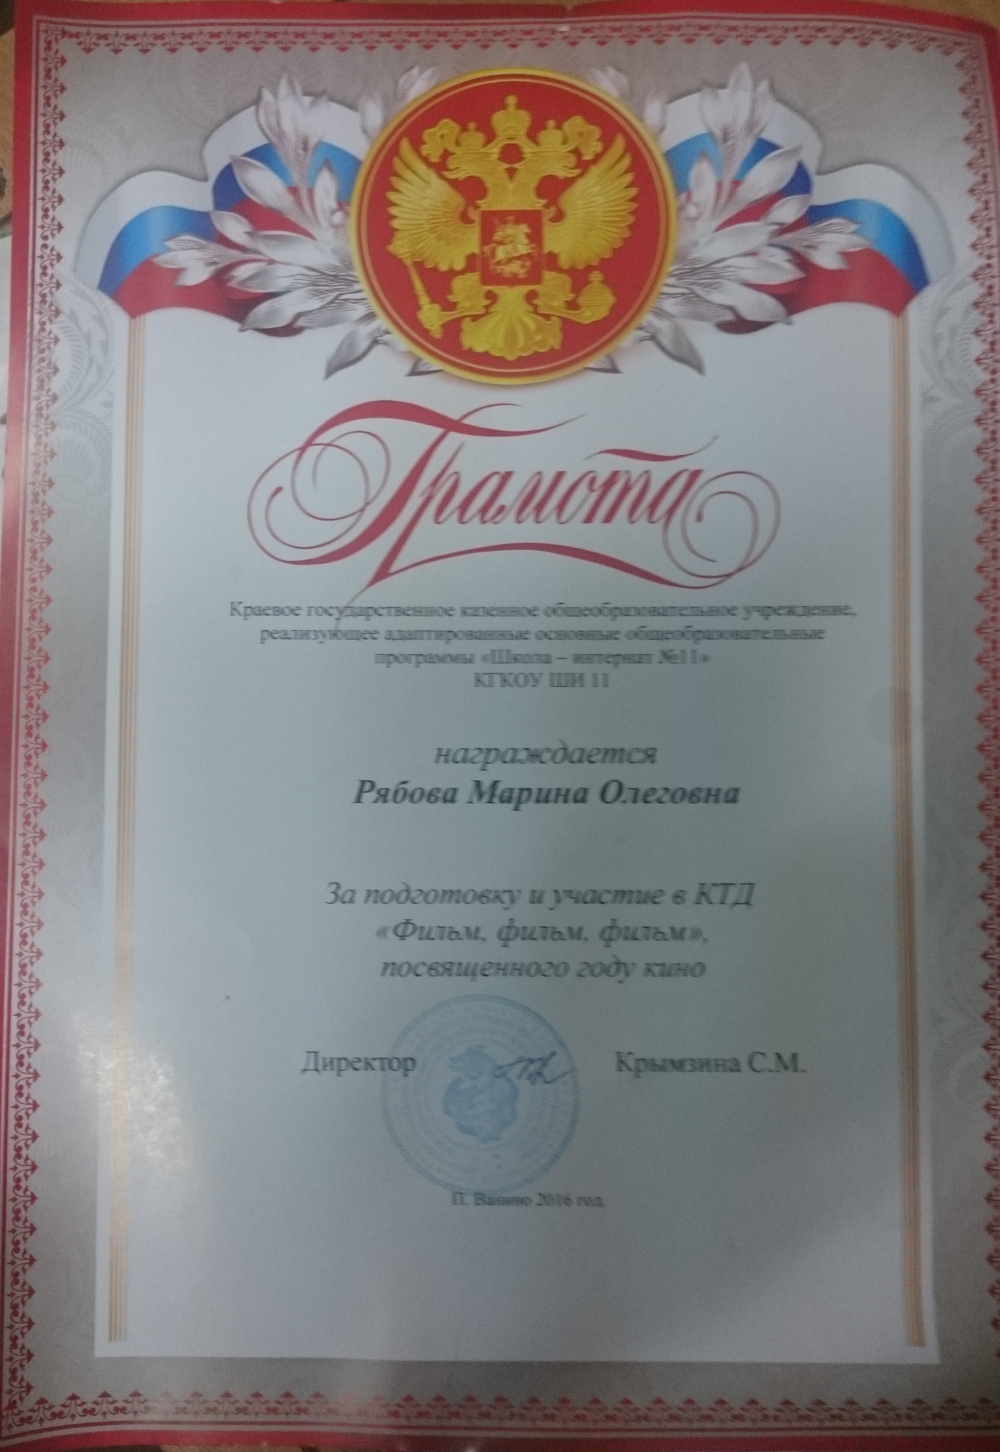 Грамота
Краевое государственное казенное общеобразовательное учреждение,
реализующее адаптированные основные общеобразовательные
программы «Школа – интернат №11»
КГКОУ ШИ 11
награждается
Рябова Марина Олеговна
За подготовку и участие в КТД
«Фильм, фильм, фильм»,
посвященного году кино
Директор Крымзина С.М.
П. Ванино 2016 год.